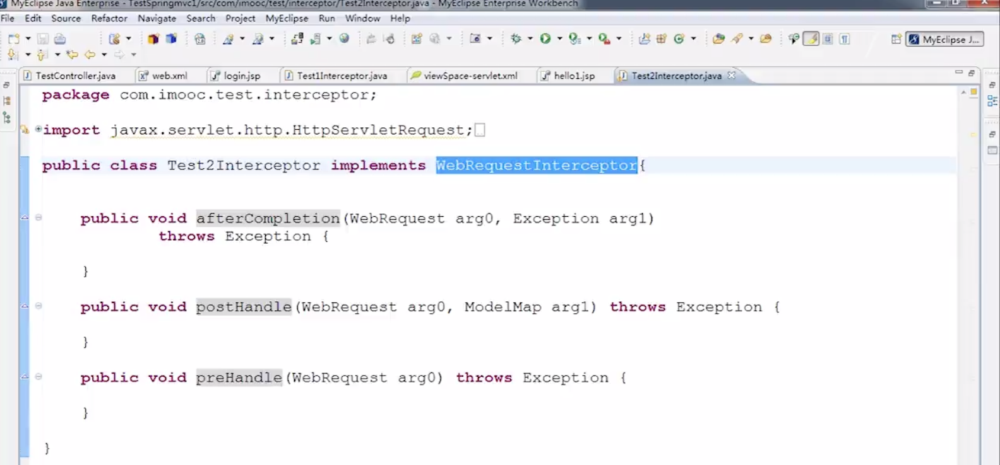 MyEclipse Java Enterprise - TestSpringmvc1/src/com/imooc/test/interceptor/Test2Interceptor.java - MyEclipse Enterprise Workbench
File Edit Source Refactor Navigate Search Project MyEclipse Run Window Help
MyEclipse J...
TestController.java web.xml login.jsp Test1Interceptor.java viewSpace-servlet.xml hello1.jsp Test2Interceptor.java
package com.imooc.test.interceptor;
import javax.servlet.http.HttpServletRequest;
public class Test2Interceptor implements WebRequestInterceptor{
public void afterCompletion(WebRequest arg0, Exception arg1)
throws Exception {
}
public void postHandle(WebRequest arg0, ModelMap arg1) throws Exception {
}
public void preHandle(WebRequest arg0) throws Exception {
}
}